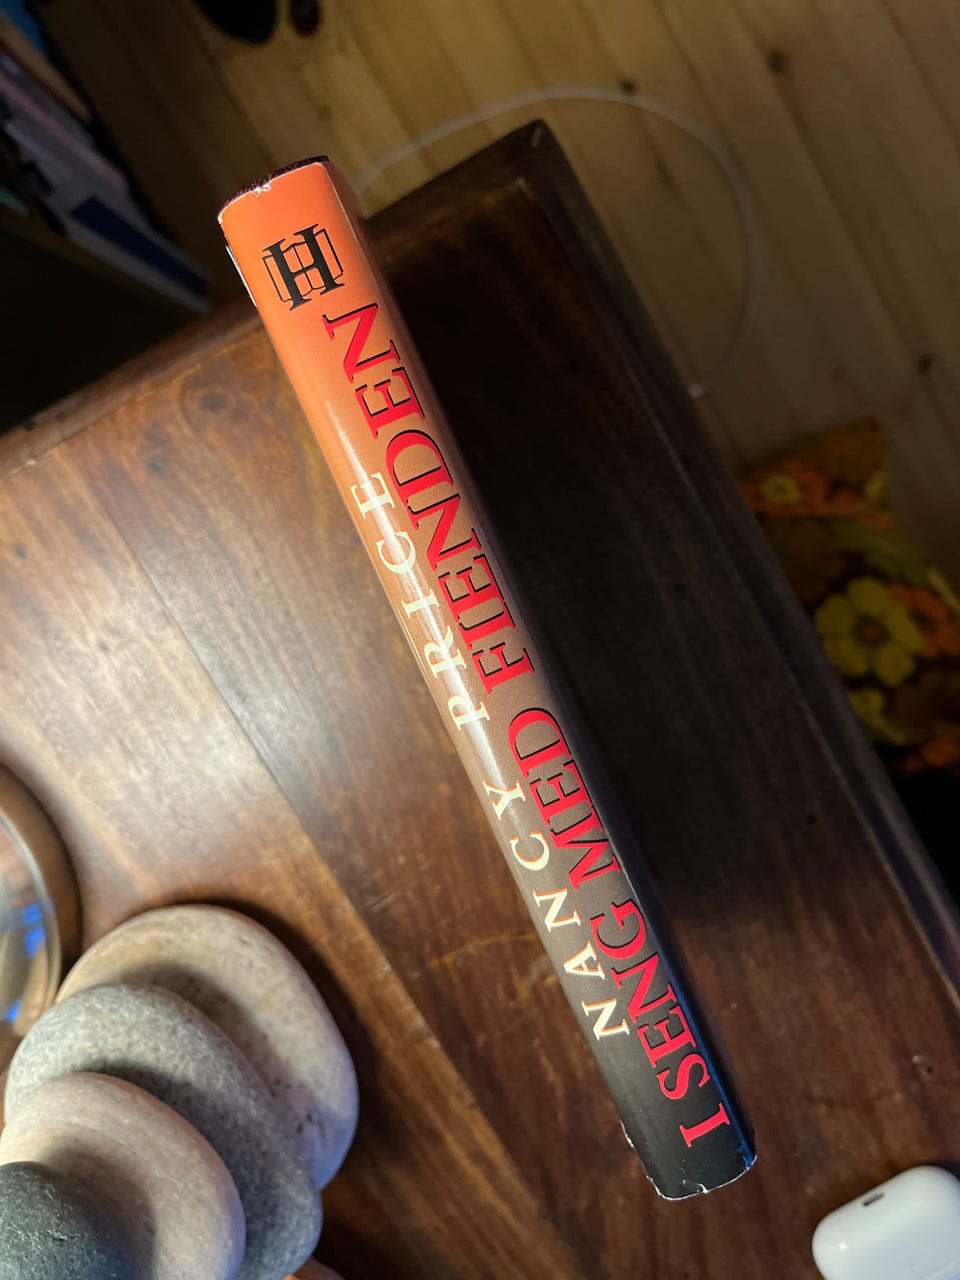 NANCY PRICE
I SENG MED FIENDEN
H